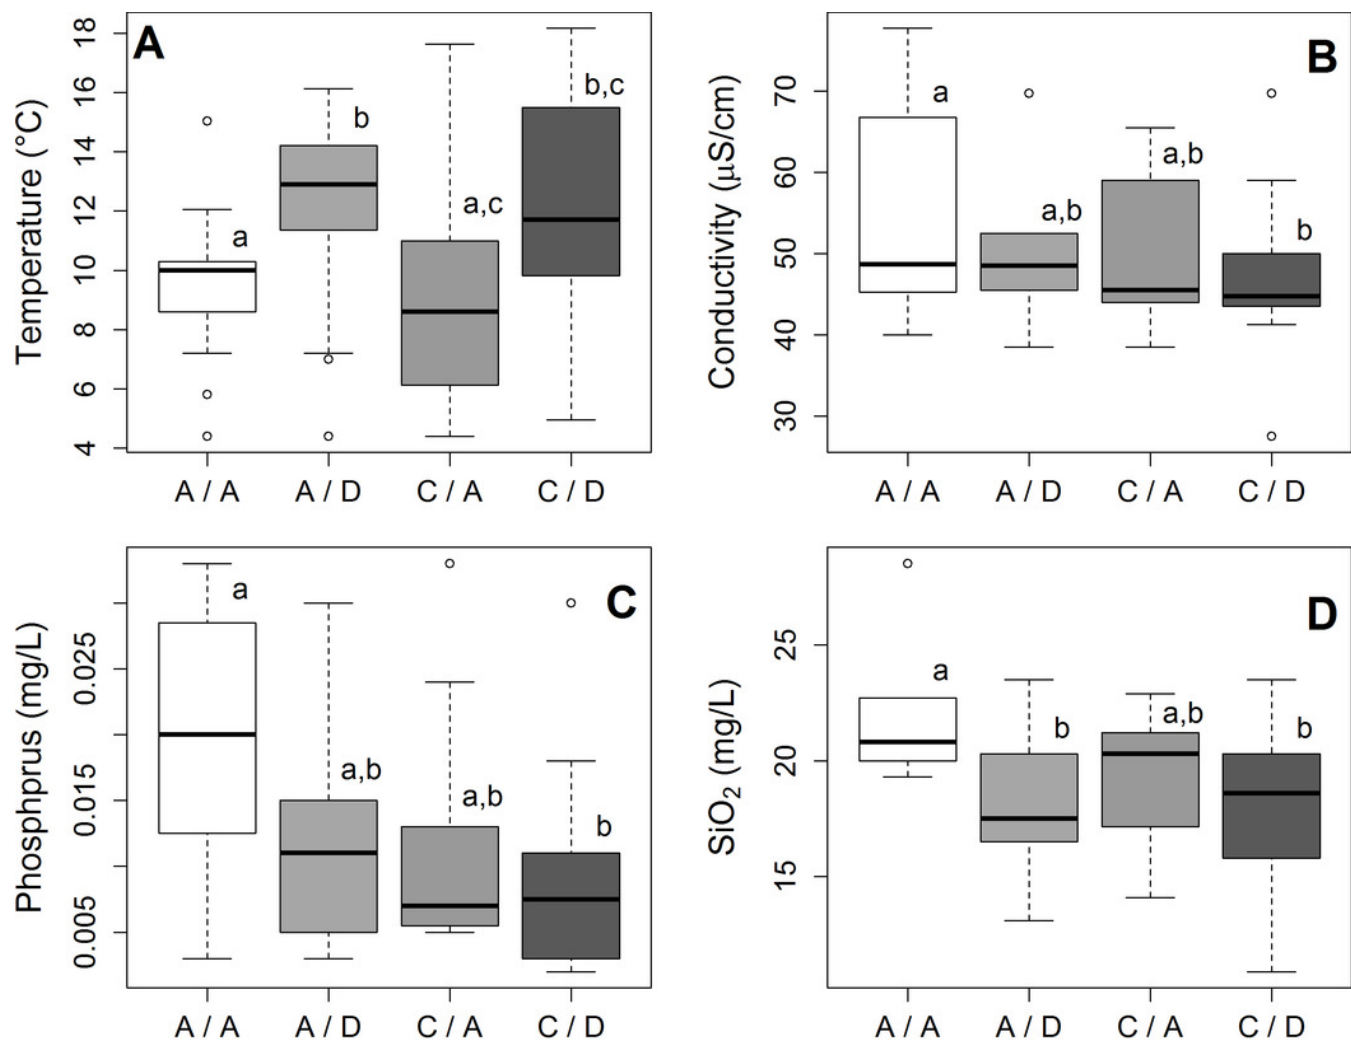 A
Temperature (°C)
18
16
14
12
10
8
6
4
a
b
a,c
b,c
A / A
A / D
C / A
C / D
B
Conductivity (µS/cm)
70
60
50
40
30
a
a,b
a,b
b
A / A
A / D
C / A
C / D
C
Phosphprus (mg/L)
0.025
0.015
0.005
a
a,b
a,b
b
A / A
A / D
C / A
C / D
D
SiO₂ (mg/L)
25
20
15
a
b
a,b
b
A / A
A / D
C / A
C / D